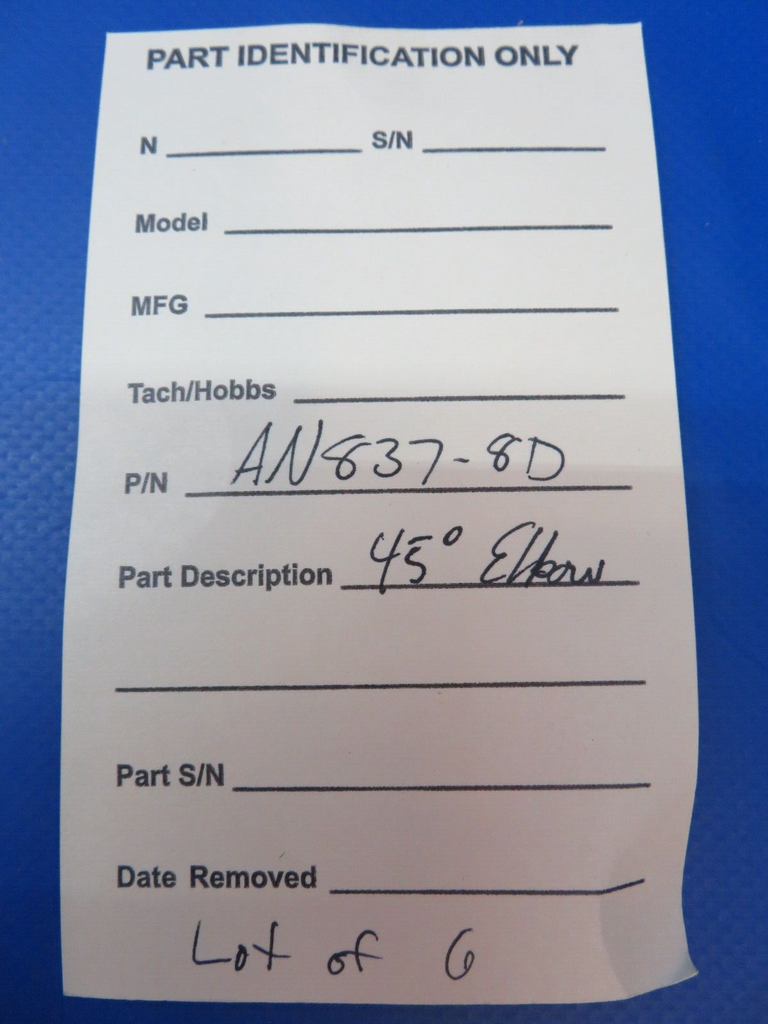 PART IDENTIFICATION ONLY
N S/N
Model
MFG
Tach/Hobbs
P/N AN837-8D
Part Description 45° Elbow
Part S/N
Date Removed
Lot of 6